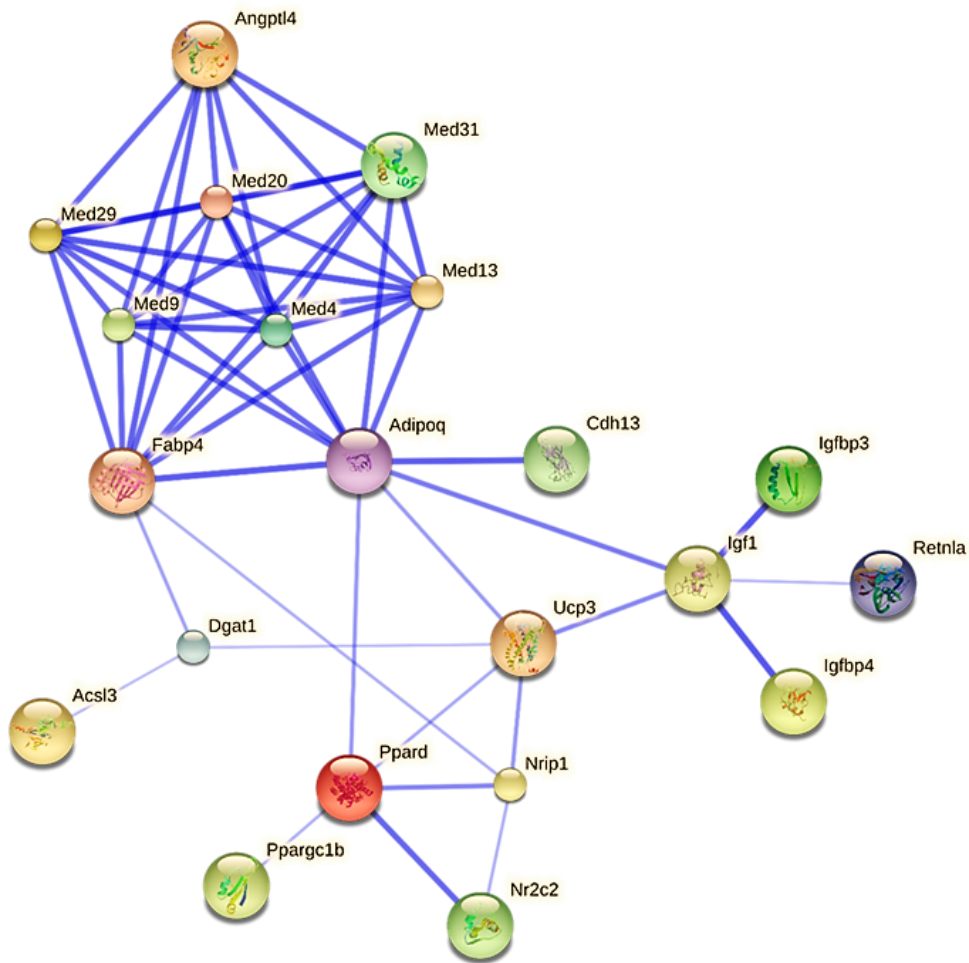 Angptl4
Med31
Med20
Med29
Med13
Med9
Med4
Adipoq
Cdh13
Fabp4
Igfbp3
Igf1
Retnla
Ucp3
Dgat1
Igfbp4
Acsl3
Ppard
Nrip1
Ppargc1b
Nr2c2